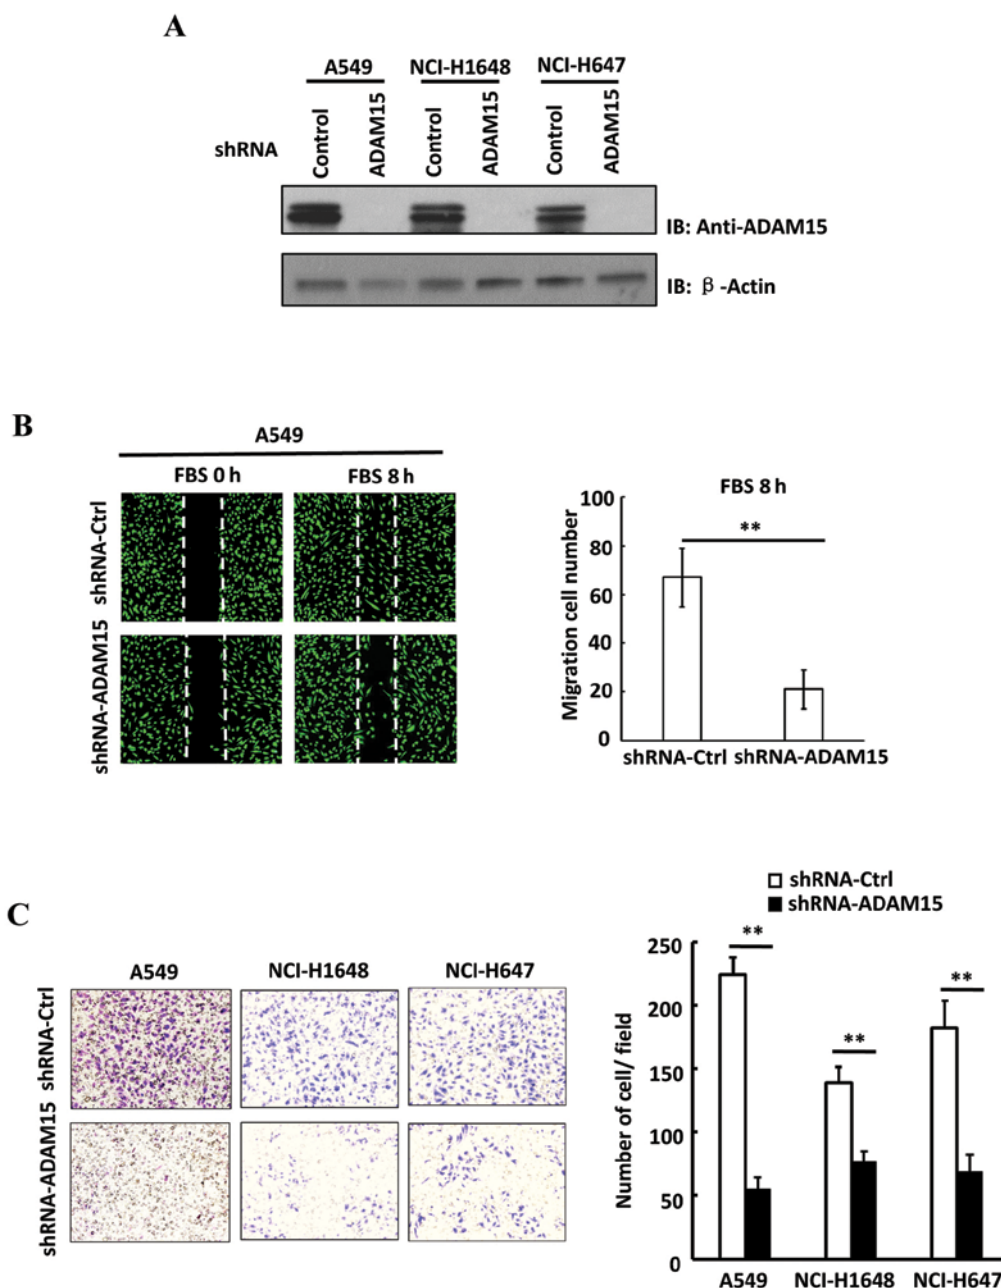 A
A549 NCI-H1648 NCI-H647
shRNA Control ADAM15 Control ADAM15 Control ADAM15
IB: Anti-ADAM15
IB: β-Actin
B
A549
FBS 0 h FBS 8 h
shRNA-Ctrl
shRNA-ADAM15
FBS 8 h
**
Migration cell number
100
80
60
40
20
0
shRNA-Ctrl shRNA-ADAM15
C
A549 NCI-H1648 NCI-H647
shRNA-Ctrl
shRNA-ADAM15
shRNA-Ctrl
shRNA-ADAM15
** ** **
Number of cell/ field
250
200
150
100
50
0
A549 NCI-H1648 NCI-H647